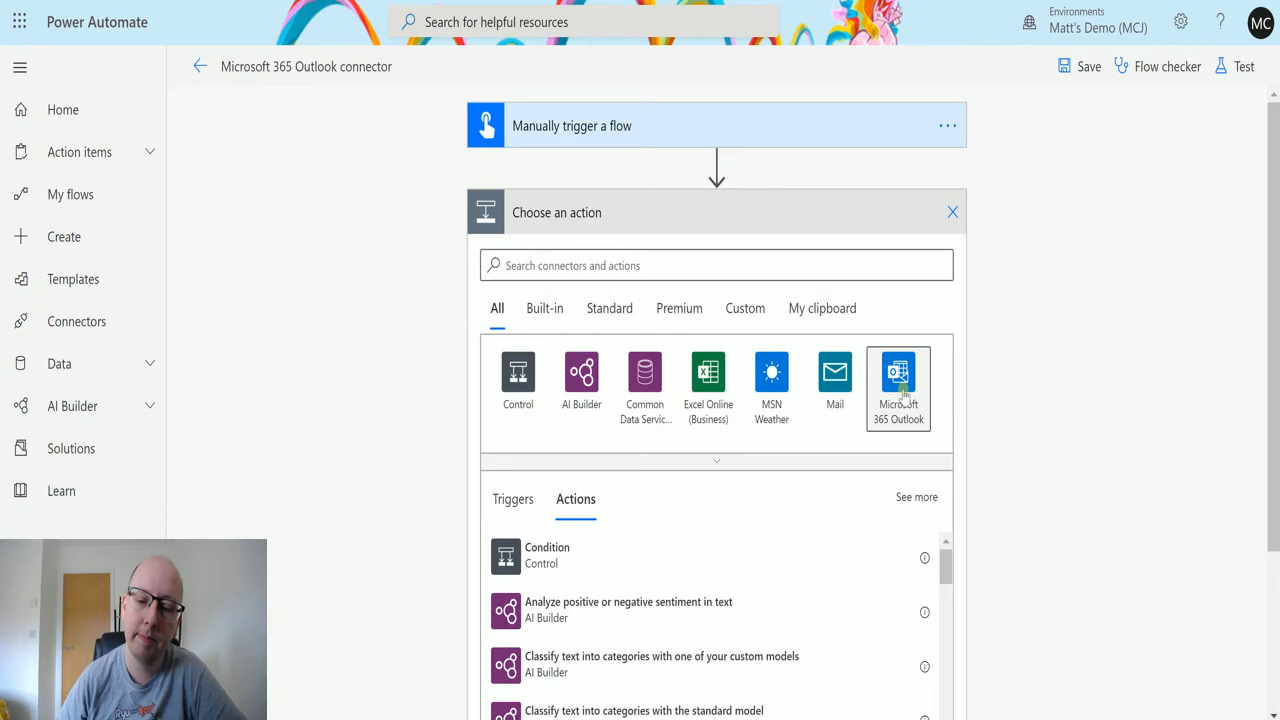 Power Automate
Search for helpful resources
Environments
Matt's Demo (MCJ)
MC
Microsoft 365 Outlook connector
Save
Flow checker
Test
Home
Action items
My flows
Create
Templates
Connectors
Data
AI Builder
Solutions
Learn
Manually trigger a flow
Choose an action
Search connectors and actions
All
Built-in
Standard
Premium
Custom
My clipboard
Control
AI Builder
Common
Data Servic...
Excel Online
(Business)
MSN
Weather
Mail
Microsoft
365 Outlook
Triggers
Actions
See more
Condition
Control
Analyze positive or negative sentiment in text
AI Builder
Classify text into categories with one of your custom models
AI Builder
Classify text into categories with the standard model